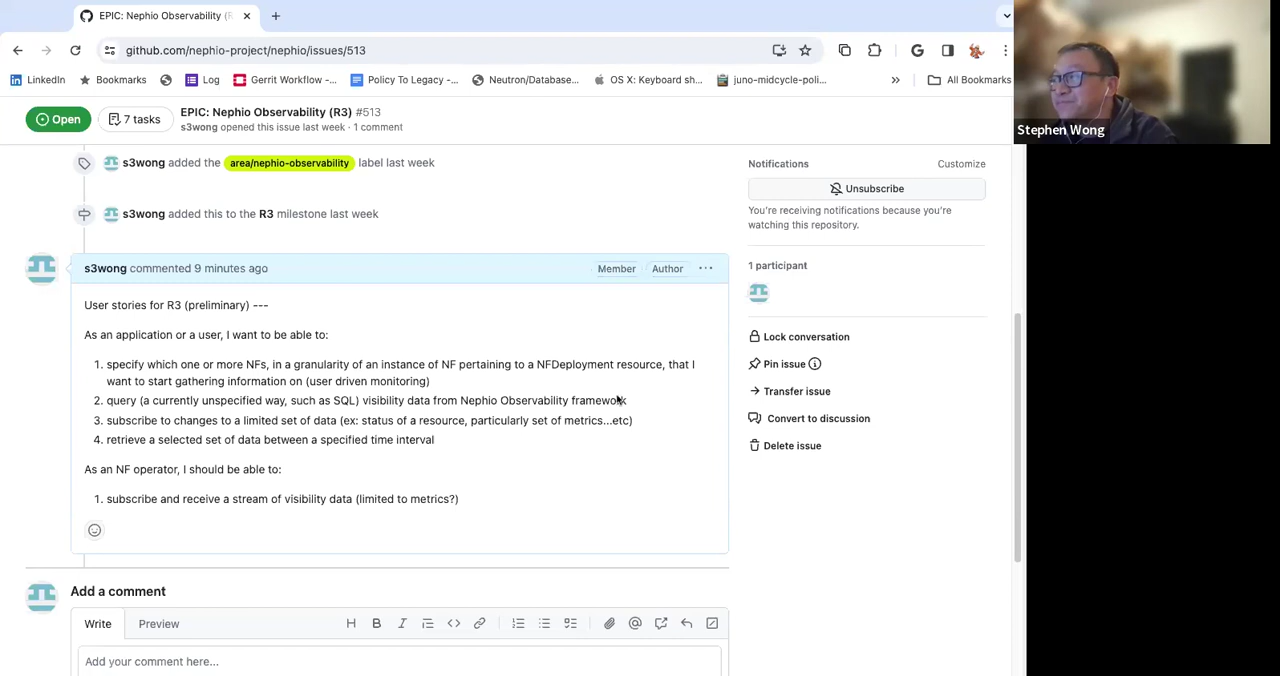 EPIC: Nephio Observability (R
github.com/nephio-project/nephio/issues/513
LinkedIn
Bookmarks
Log
Gerrit Workflow -...
Policy To Legacy -...
Neutron/Database...
OS X: Keyboard sh...
juno-midcycle-poli...
»
All Bookmarks
Stephen Wong
Open
7 tasks
EPIC: Nephio Observability (R3) #513
s3wong opened this issue last week · 1 comment
s3wong added the area/nephio-observability label last week
s3wong added this to the R3 milestone last week
s3wong commented 9 minutes ago
Member
Author
User stories for R3 (preliminary) ---
As an application or a user, I want to be able to:
1. specify which one or more NFs, in a granularity of an instance of NF pertaining to a NFDeployment resource, that I
want to start gathering information on (user driven monitoring)
2. query (a currently unspecified way, such as SQL) visibility data from Nephio Observability framework
3. subscribe to changes to a limited set of data (ex: status of a resource, particularly set of metrics...etc)
4. retrieve a selected set of data between a specified time interval
As an NF operator, I should be able to:
1. subscribe and receive a stream of visibility data (limited to metrics?)
Add a comment
Write
Preview
Add your comment here...
Notifications
Customize
Unsubscribe
You're receiving notifications because you're
watching this repository.
1 participant
Lock conversation
Pin issue
Transfer issue
Convert to discussion
Delete issue